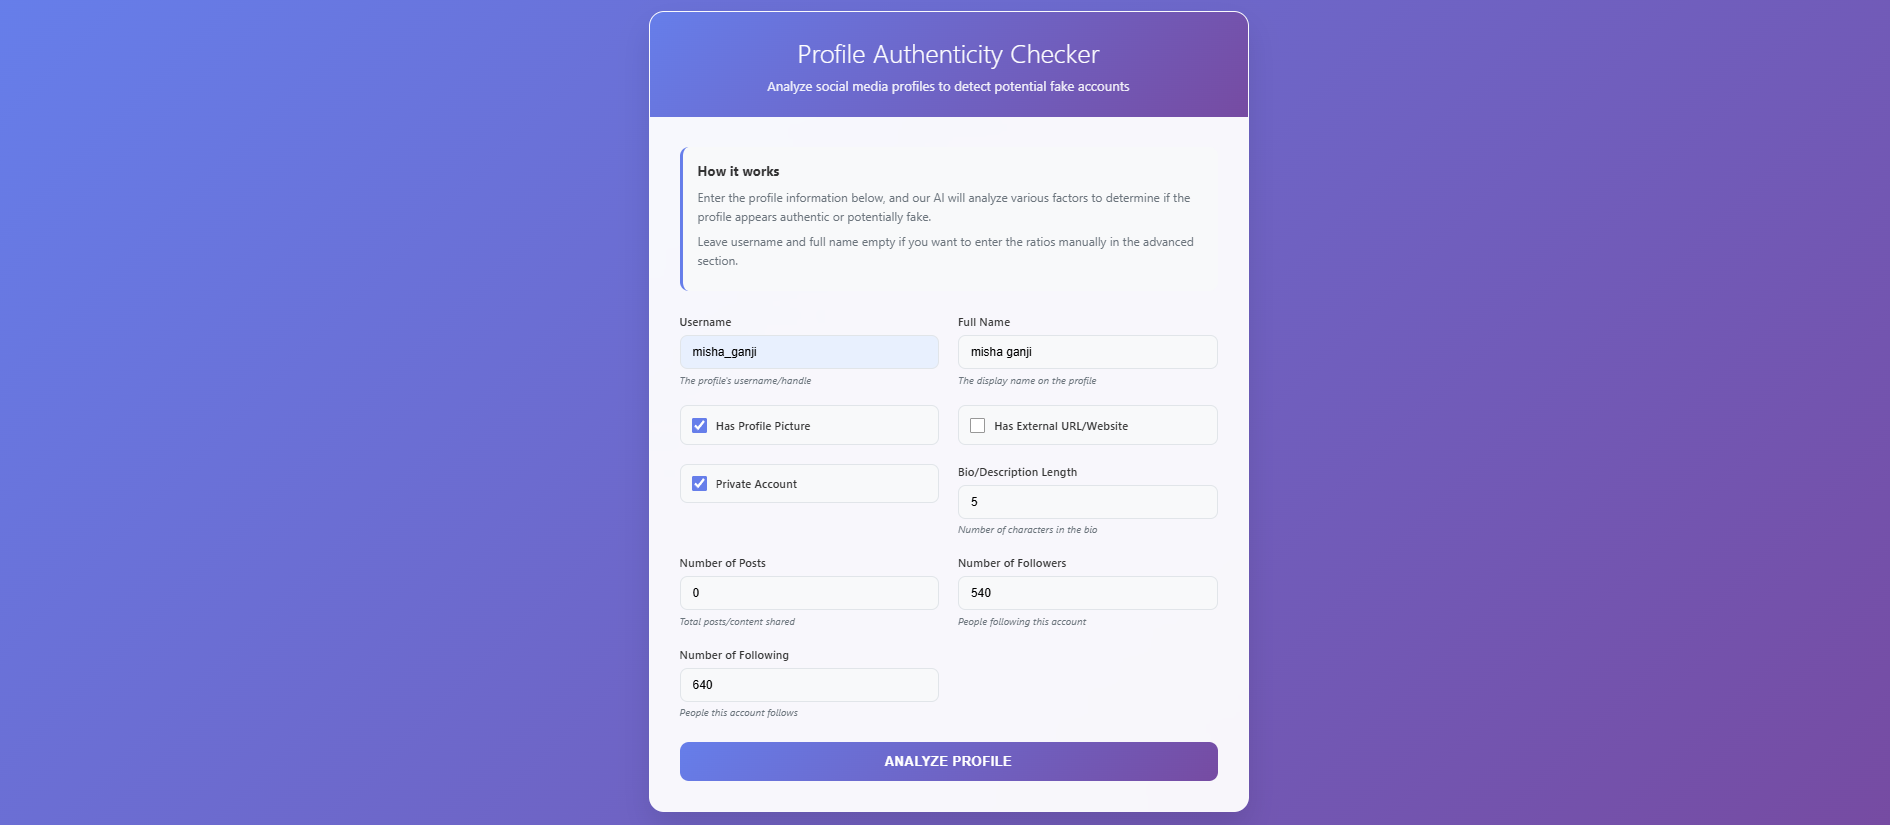 Profile Authenticity Checker
Analyze social media profiles to detect potential fake accounts
How it works
Enter the profile information below, and our AI will analyze various factors to determine if the
profile appears authentic or potentially fake.
Leave username and full name empty if you want to enter the ratios manually in the advanced
section.
Username
Full Name
misha_ganji
misha ganji
The profile's username/handle
The display name on the profile
Has Profile Picture
Has External URL/Website
Private Account
Bio/Description Length
5
Number of characters in the bio
Number of Posts
Number of Followers
0
540
Total posts/content shared
People following this account
Number of Following
640
People this account follows
ANALYZE PROFILE